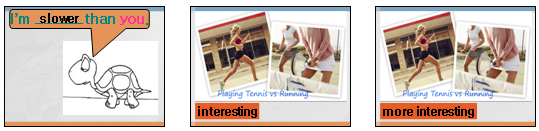 I'm slower than you.
Playing Tennis vs Running
interesting
Playing Tennis vs Running
more interesting